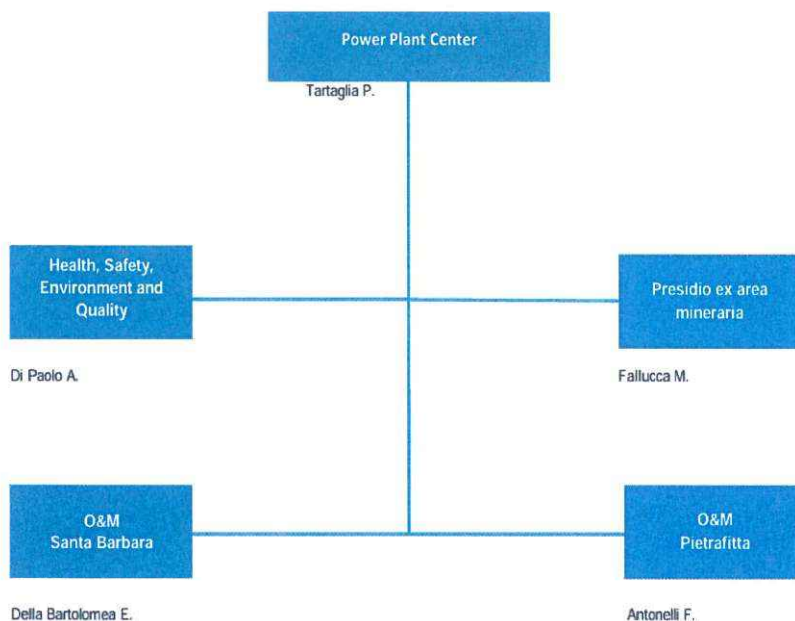 Power Plant Center
Tartaglia P.
Health, Safety,
Environment and
Quality
Di Paolo A.
Presidio ex area
mineraria
Fallucca M.
O&M
Santa Barbara
Della Bartolomea E.
O&M
Pietrafitta
Antonelli F.